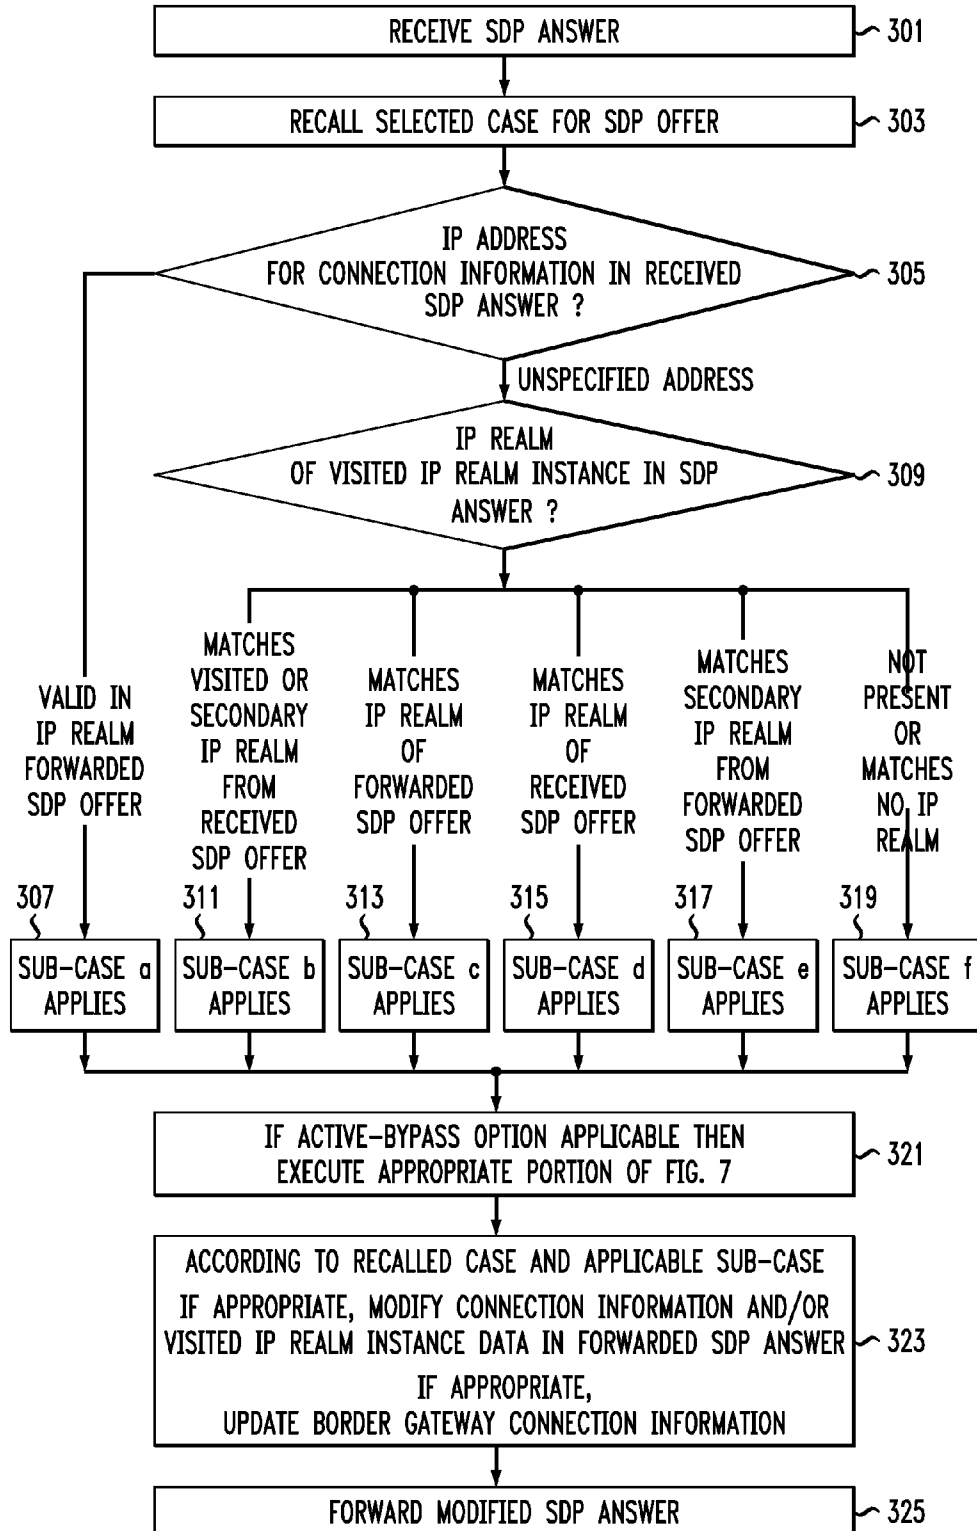 RECEIVE SDP ANSWER
301
RECALL SELECTED CASE FOR SDP OFFER
303
IP ADDRESS
FOR CONNECTION INFORMATION IN RECEIVED
SDP ANSWER ?
305
UNSPECIFIED ADDRESS
IP REALM
OF VISITED IP REALM INSTANCE IN SDP
ANSWER ?
309
VALID IN
IP REALM
FORWARDED
SDP OFFER
MATCHES
VISITED OR
SECONDARY
IP REALM
FROM
RECEIVED
SDP OFFER
MATCHES
IP REALM
OF
FORWARDED
SDP OFFER
MATCHES
IP REALM
OF
RECEIVED
SDP OFFER
MATCHES
SECONDARY
IP REALM
FROM
FORWARDED
SDP OFFER
NOT
PRESENT
OR
MATCHES
NO IP
REALM
307
SUB-CASE a
APPLIES
311
SUB-CASE b
APPLIES
313
SUB-CASE c
APPLIES
315
SUB-CASE d
APPLIES
317
SUB-CASE e
APPLIES
319
SUB-CASE f
APPLIES
IF ACTIVE-BYPASS OPTION APPLICABLE THEN
EXECUTE APPROPRIATE PORTION OF FIG. 7
321
ACCORDING TO RECALLED CASE AND APPLICABLE SUB-CASE
IF APPROPRIATE, MODIFY CONNECTION INFORMATION AND/OR
VISITED IP REALM INSTANCE DATA IN FORWARDED SDP ANSWER
IF APPROPRIATE,
UPDATE BORDER GATEWAY CONNECTION INFORMATION
323
FORWARD MODIFIED SDP ANSWER
325